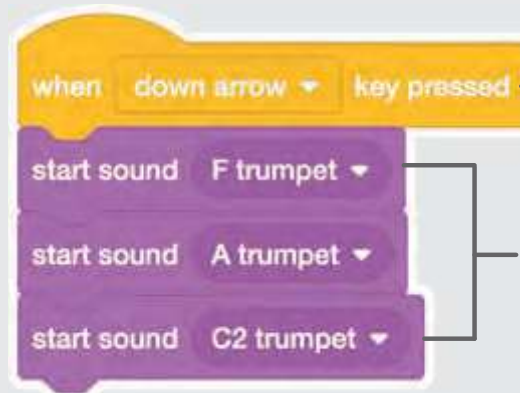 when down arrow key pressed
start sound F trumpet
start sound A trumpet
start sound C2 trumpet